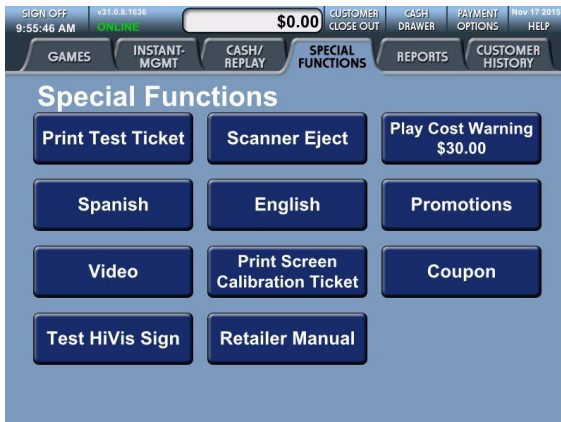 SIGN OFF
v31.0.8.1636
$0.00
CUSTOMER
CLOSE OUT
CASH
DRAWER
PAYMENT
OPTIONS
Nov 17 2015
9:55:46 AM
ONLINE
HELP
GAMES
INSTANT-
MGMT
CASH/
REPLAY
SPECIAL
FUNCTIONS
REPORTS
CUSTOMER
HISTORY
Special Functions
Print Test Ticket
Scanner Eject
Play Cost Warning
$30.00
Spanish
English
Promotions
Video
Print Screen
Calibration Ticket
Coupon
Test HiVis Sign
Retailer Manual